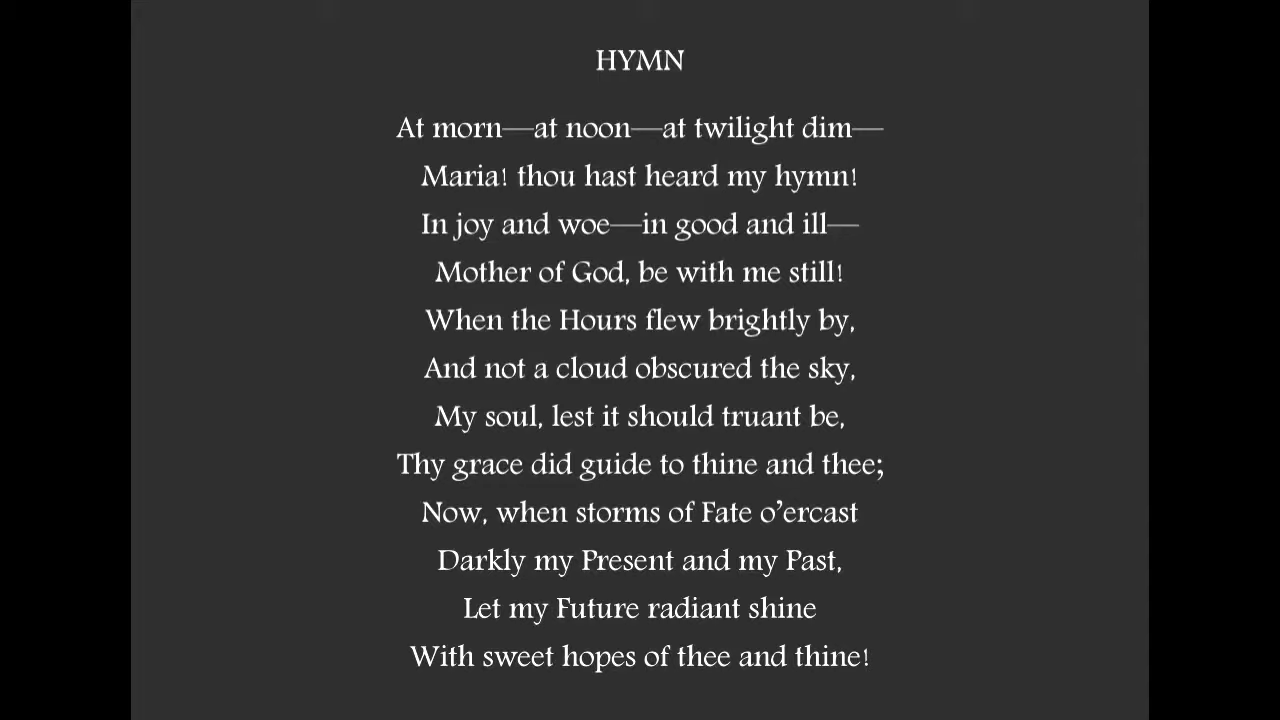 HYMN
At morn—at noon—at twilight dim—
Maria! thou hast heard my hymn!
In joy and woe—in good and ill—
Mother of God, be with me still!
When the Hours flew brightly by,
And not a cloud obscured the sky,
My soul, lest it should truant be,
Thy grace did guide to thine and thee;
Now, when storms of Fate o’ercast
Darkly my Present and my Past,
Let my Future radiant shine
With sweet hopes of thee and thine!